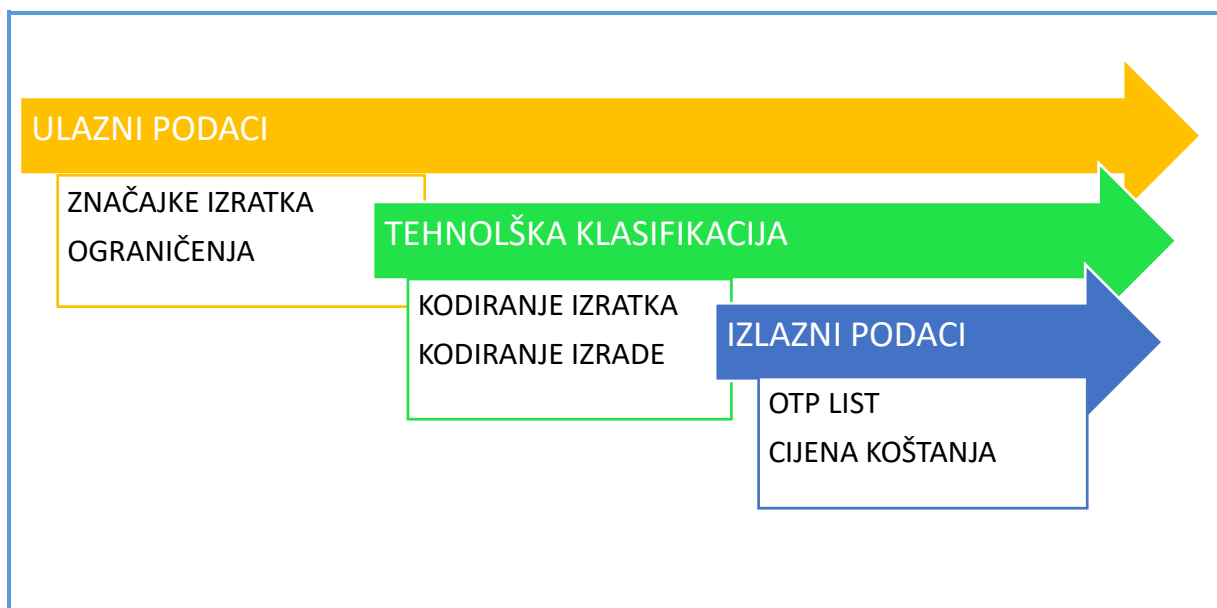 ULAZNI PODACI
ZNAČAJKE IZRATKA
OGRANIČENJA
TEHNOLŠKA KLASIFIKACIJA
KODIRANJE IZRATKA
KODIRANJE IZRADE
IZLAZNI PODACI
OTP LIST
CIJENA KOŠTANJA